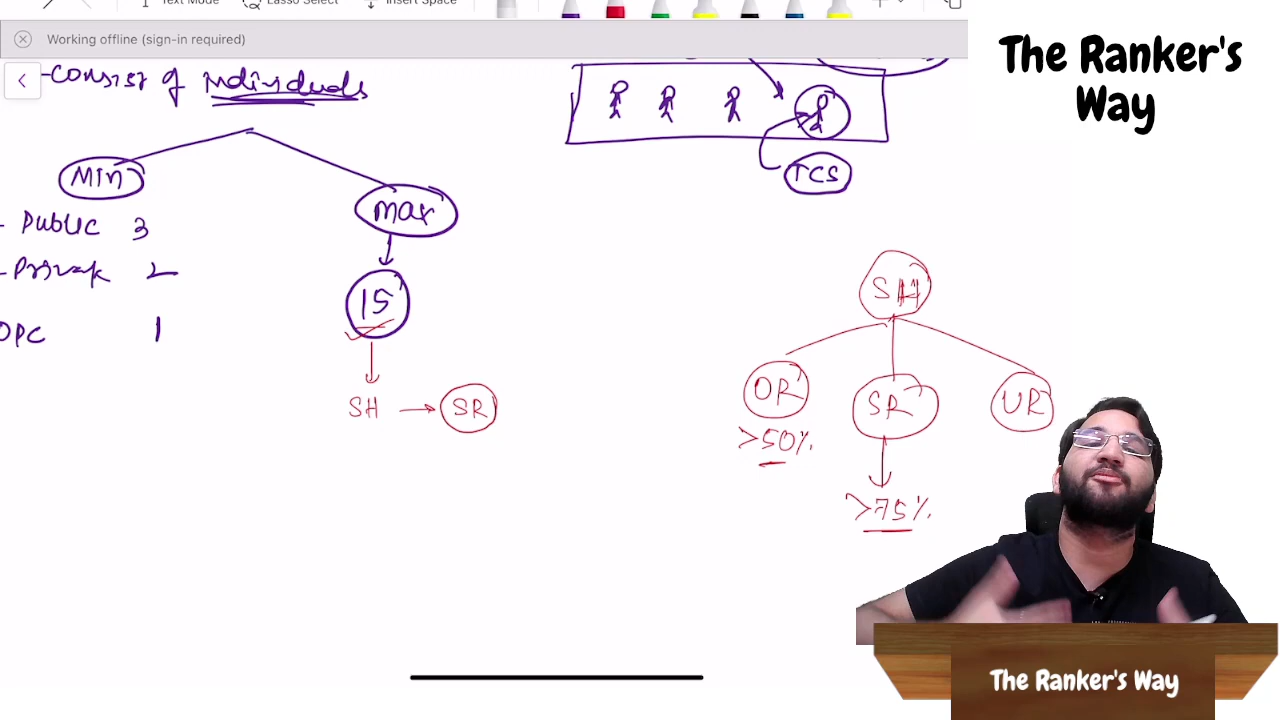 Text Mode
Lasso Select
Insert Space
Working offline (sign-in required)
The Ranker's
Way
-consist of individuals
Min
max
TCS
- Public 3
- Private 2
OPC 1
15
SH → SR
SH
OR
SR
UR
>50%
>75%
The Ranker's Way